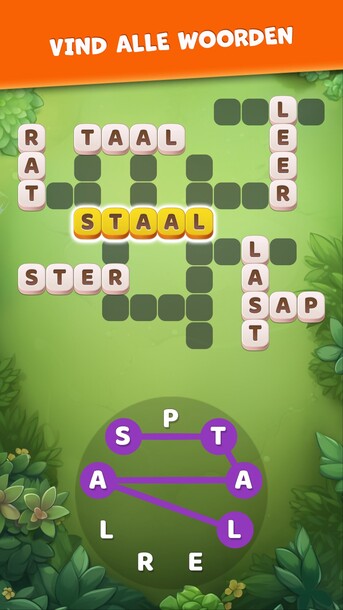 VIND ALLE WOORDEN
LEER
RAT
TAAL
STAAL
LAST
STER
SAP
P
S T
A A
L L
R E